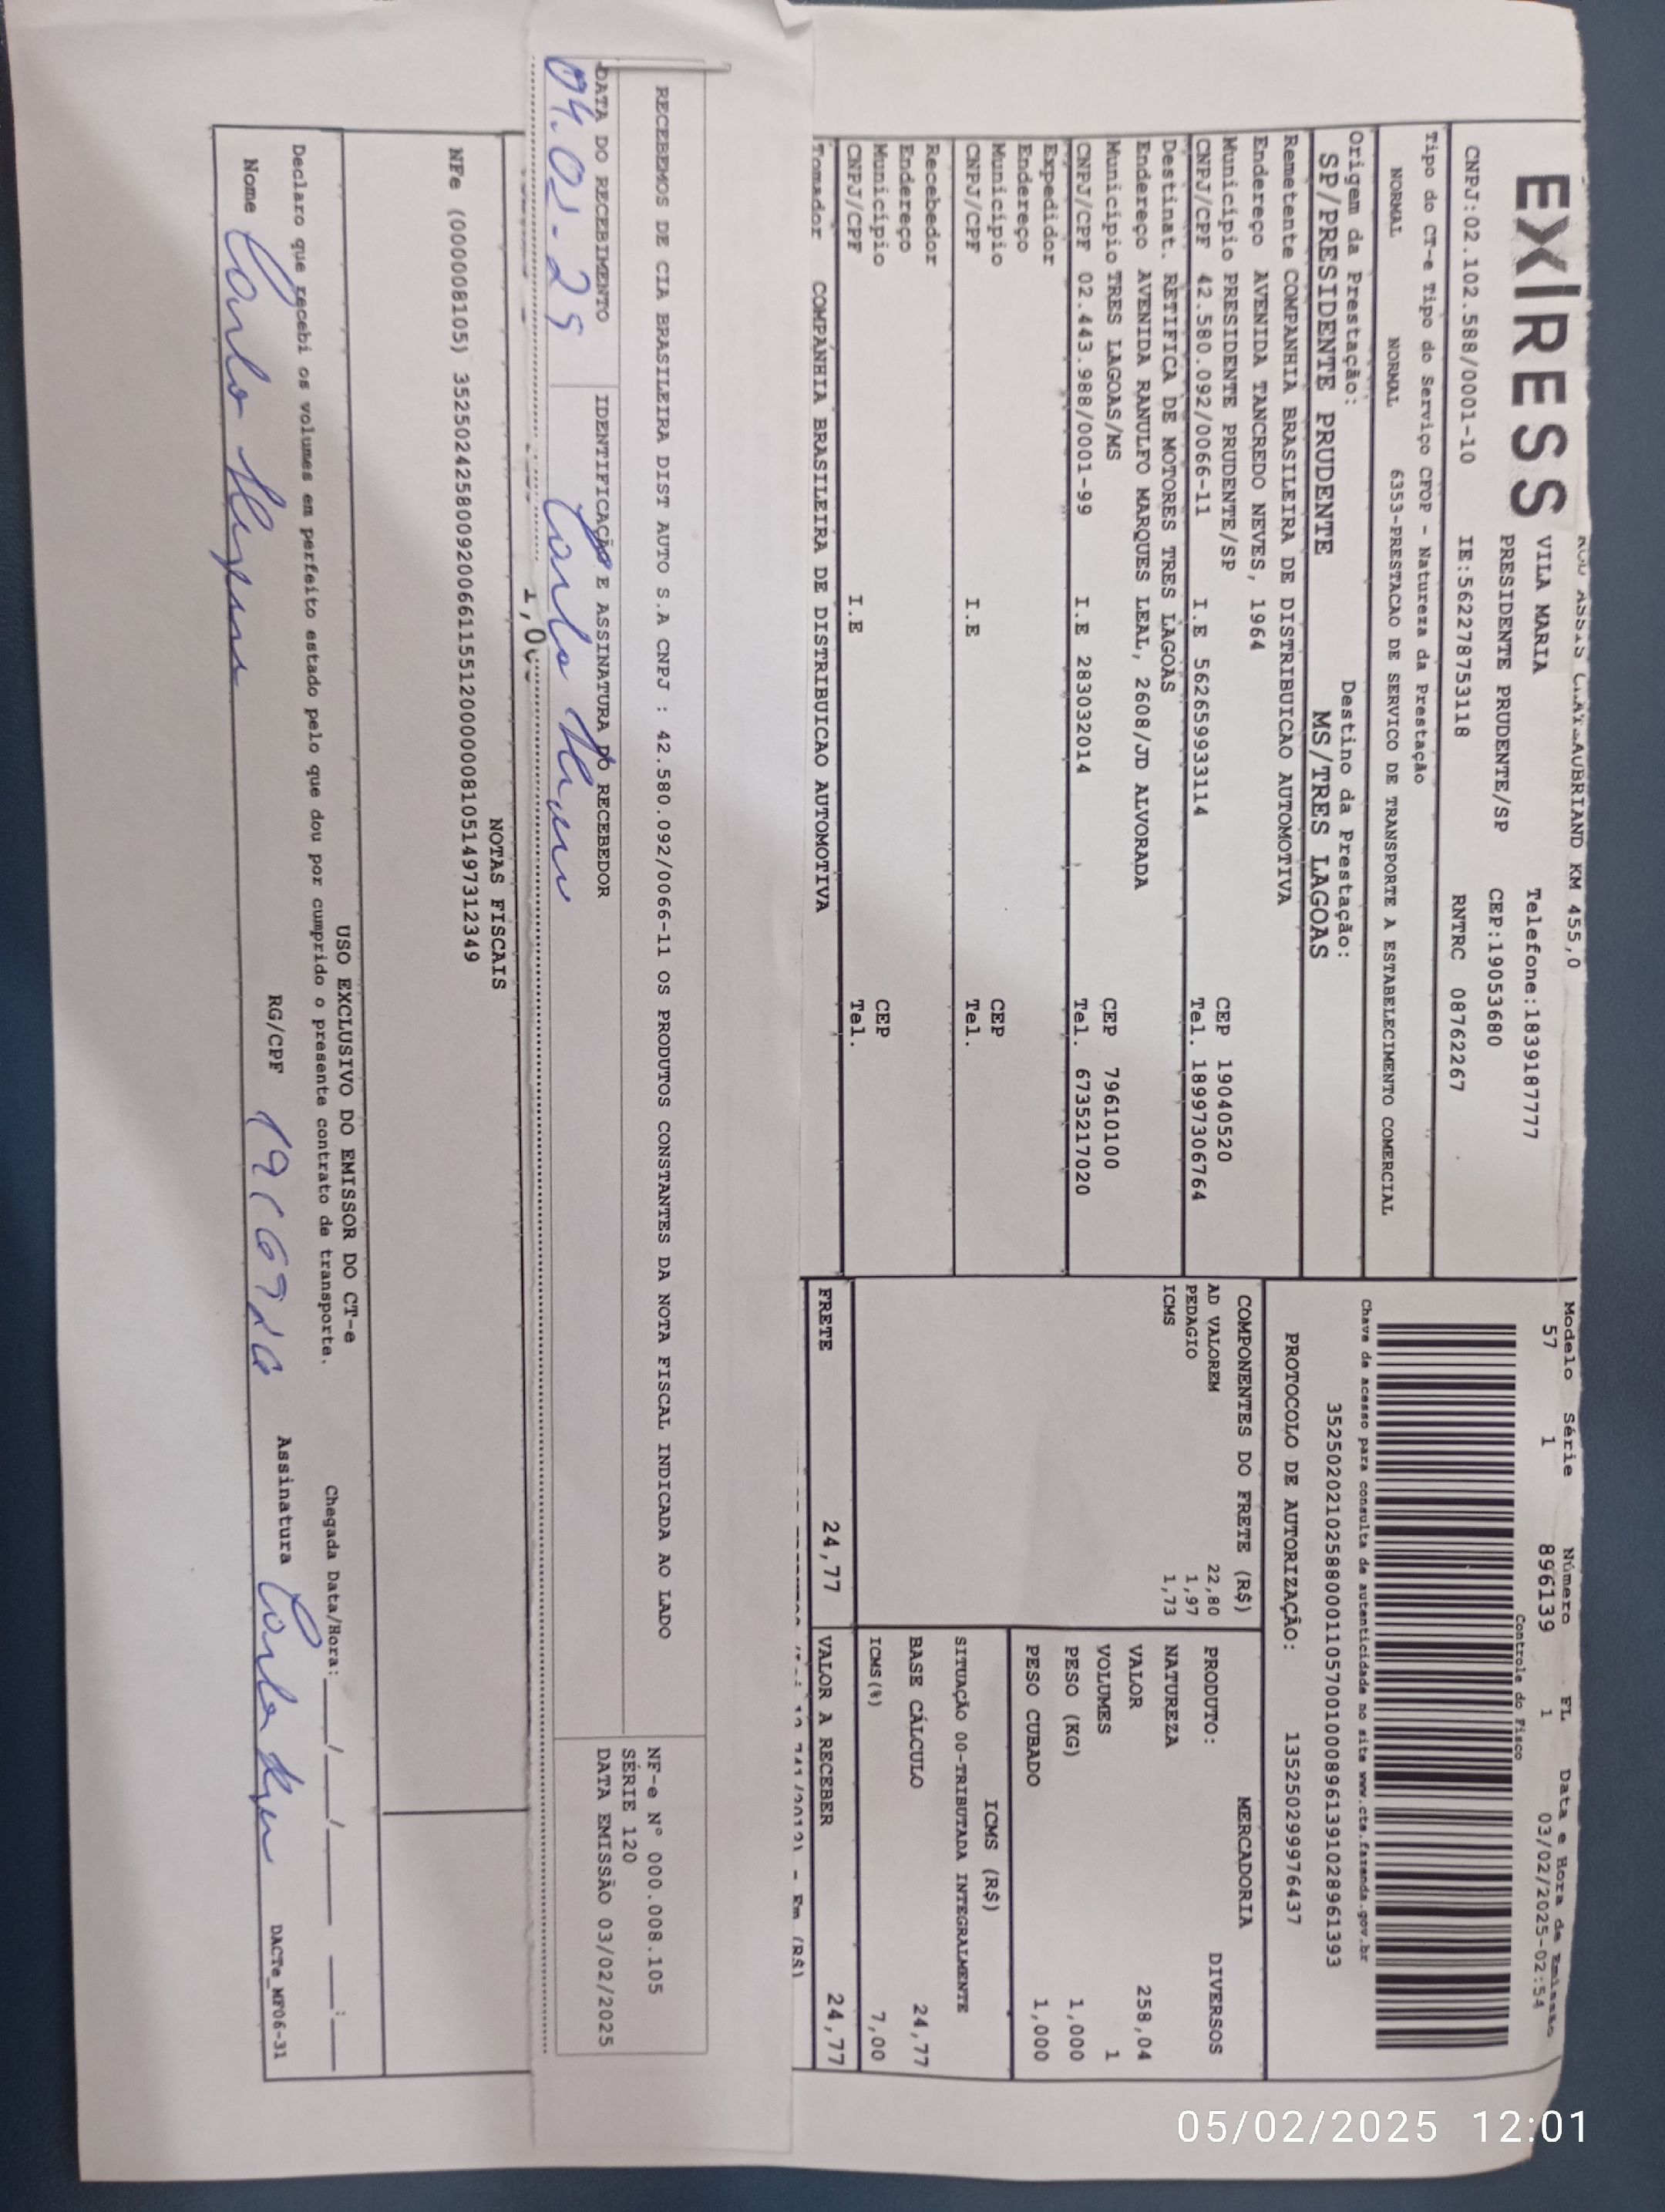 EXPRESS
VILA MARIA
KM 455,0
Telefone:1839187777
PRESIDENTE PRUDENTE/SP
CEP:19053680
CNPJ:02.102.588/0001-10
IE:562278753118
RNTRC 08762267
Modelo Série Número FL Data e Hora de Emissão
57 1 896139 1 03/02/2025-02:54
Controle do Fisco
Tipo do CT-e Tipo do Serviço CFOP - Natureza da Prestação
NORMAL NORMAL 6353-PRESTACAO DE SERVICO DE TRANSPORTE A ESTABELECIMENTO COMERCIAL
Chave de acesso para consulta de autenticidade no site www.cte.fazenda.gov.br
35250202102588000110570010008961391028961393
Origem da Prestação: Destino da Prestação:
SP/PRESIDENTE PRUDENTE MS/TRES LAGOAS
PROTOCOLO DE AUTORIZAÇÃO: 135250299976437
Remetente COMPANHIA BRASILEIRA DE DISTRIBUICAO AUTOMOTIVA
Endereço AVENIDA TANCREDO NEVES, 1964
Município PRESIDENTE PRUDENTE/SP CEP 19040520
CNPJ/CPF 42.580.092/0066-11 I.E 562659933114 Tel. 18997306764
Destinat. RETIFICA DE MOTORES TRES LAGOAS
Endereço AVENIDA RANULFO MARQUES LEAL, 2608/JD ALVORADA
Município TRES LAGOAS/MS CEP 79610100
CNPJ/CPF 02.443.988/0001-99 I.E 283032014 Tel. 6735217020
Expedidor
Endereço
Município CEP
CNPJ/CPF I.E Tel.
Recebedor
Endereço
Município CEP
CNPJ/CPF I.E Tel.
Tomador COMPANHIA BRASILEIRA DE DISTRIBUICAO AUTOMOTIVA
COMPONENTES DO FRETE (R$)
AD VALOREM 22,80
PEDAGIO 1,97
ICMS 1,73
MERCADORIA
PRODUTO: DIVERSOS
NATUREZA
VALOR 258,04
VOLUMES 1
PESO (KG) 1,000
PESO CUBADO 1,000
ICMS (R$)
SITUAÇÃO 00-TRIBUTADA INTEGRALMENTE
BASE CÁLCULO 24,77
ICMS(%) 7,00
FRETE 24,77 VALOR A RECEBER 24,77
12.741/2012) - Em (R$)
RECEBEMOS DE CIA BRASILEIRA DIST AUTO S.A CNPJ : 42.580.092/0066-11 OS PRODUTOS CONSTANTES DA NOTA FISCAL INDICADA AO LADO
NF-e Nº 000.008.105
SÉRIE 120
DATA EMISSÃO 03/02/2025
DATA DO RECEBIMENTO IDENTIFICAÇÃO E ASSINATURA DO RECEBEDOR
NOTAS FISCAIS
NFe (000008105) 35250242580092006611551200000081051497312349
USO EXCLUSIVO DO EMISSOR DO CT-e
Declaro que recebi os volumes em perfeito estado pelo que dou por cumprido o presente contrato de transporte.
Chegada Data/Hora: ____/____/____ __:__
Nome RG/CPF Assinatura
DACTe_MF06-31
05/02/2025 12:01